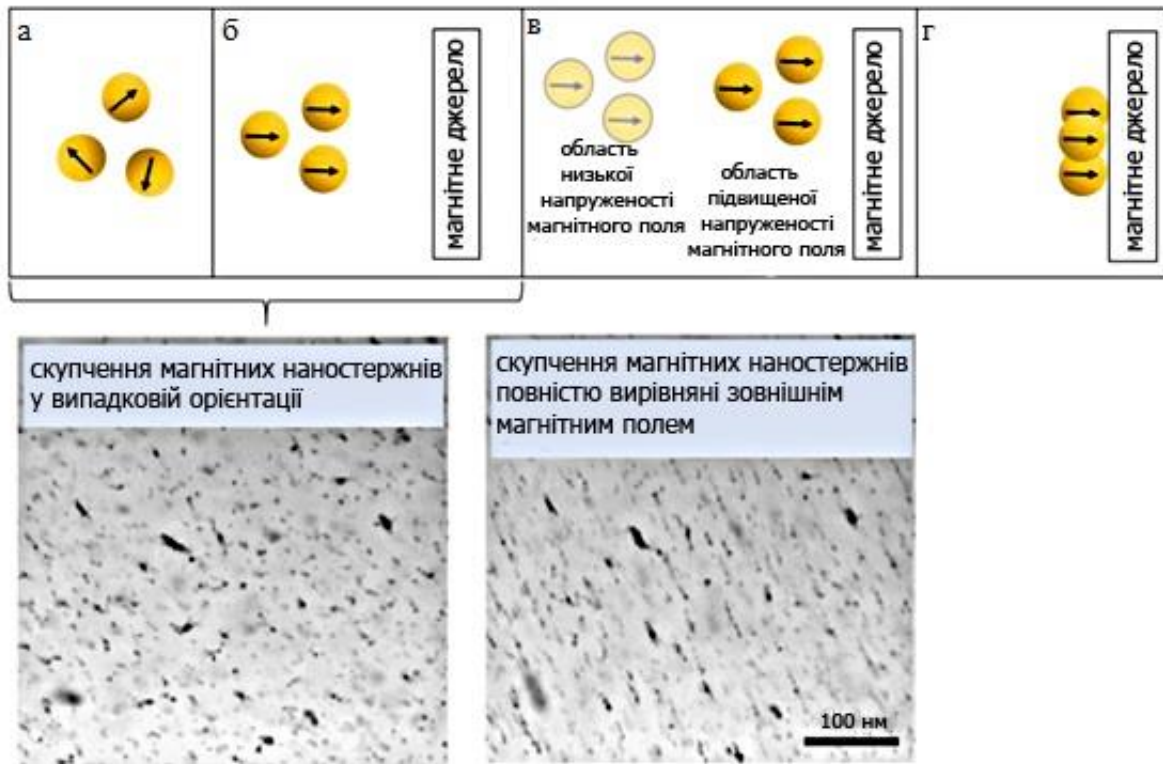 а
б
в
г
магнітне джерело
область
низької
напруженості
магнітного поля
область
підвищеної
напруженості
магнітного поля
магнітне джерело
магнітне джерело
скупчення магнітних наностержнів
у випадковій орієнтації
скупчення магнітних наностержнів
повністю вирівняні зовнішнім
магнітним полем
100 нм